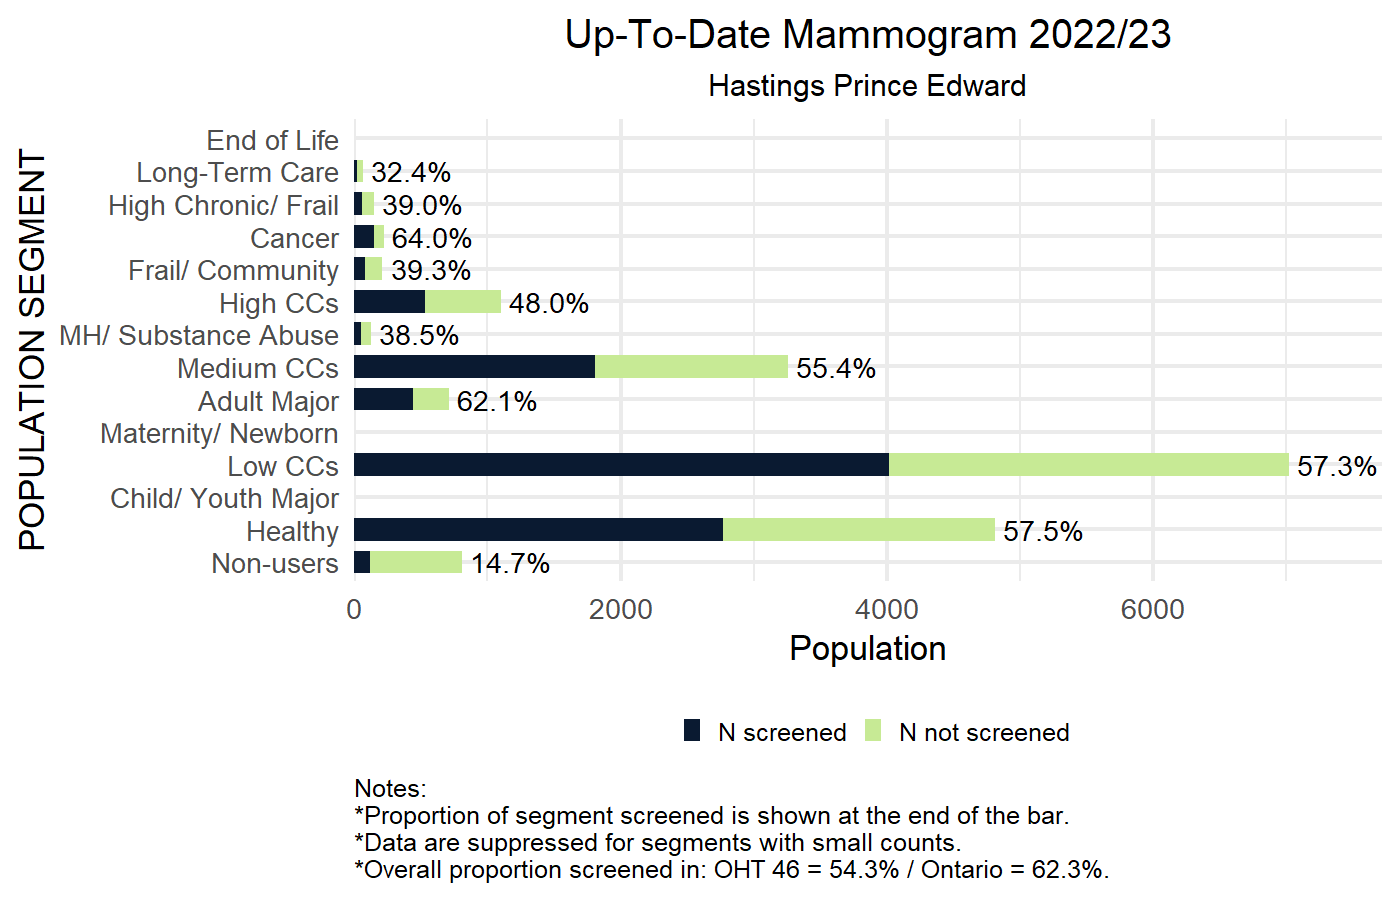 Up-To-Date Mammogram 2022/23
Hastings Prince Edward
POPULATION SEGMENT
End of Life
Long-Term Care 32.4%
High Chronic/ Frail 39.0%
Cancer 64.0%
Frail/ Community 39.3%
High CCs 48.0%
MH/ Substance Abuse 38.5%
Medium CCs 55.4%
Adult Major 62.1%
Maternity/ Newborn
Low CCs 57.3%
Child/ Youth Major
Healthy 57.5%
Non-users 14.7%
0 2000 4000 6000
Population
N screened N not screened
Notes:
*Proportion of segment screened is shown at the end of the bar.
*Data are suppressed for segments with small counts.
*Overall proportion screened in: OHT 46 = 54.3% / Ontario = 62.3%.